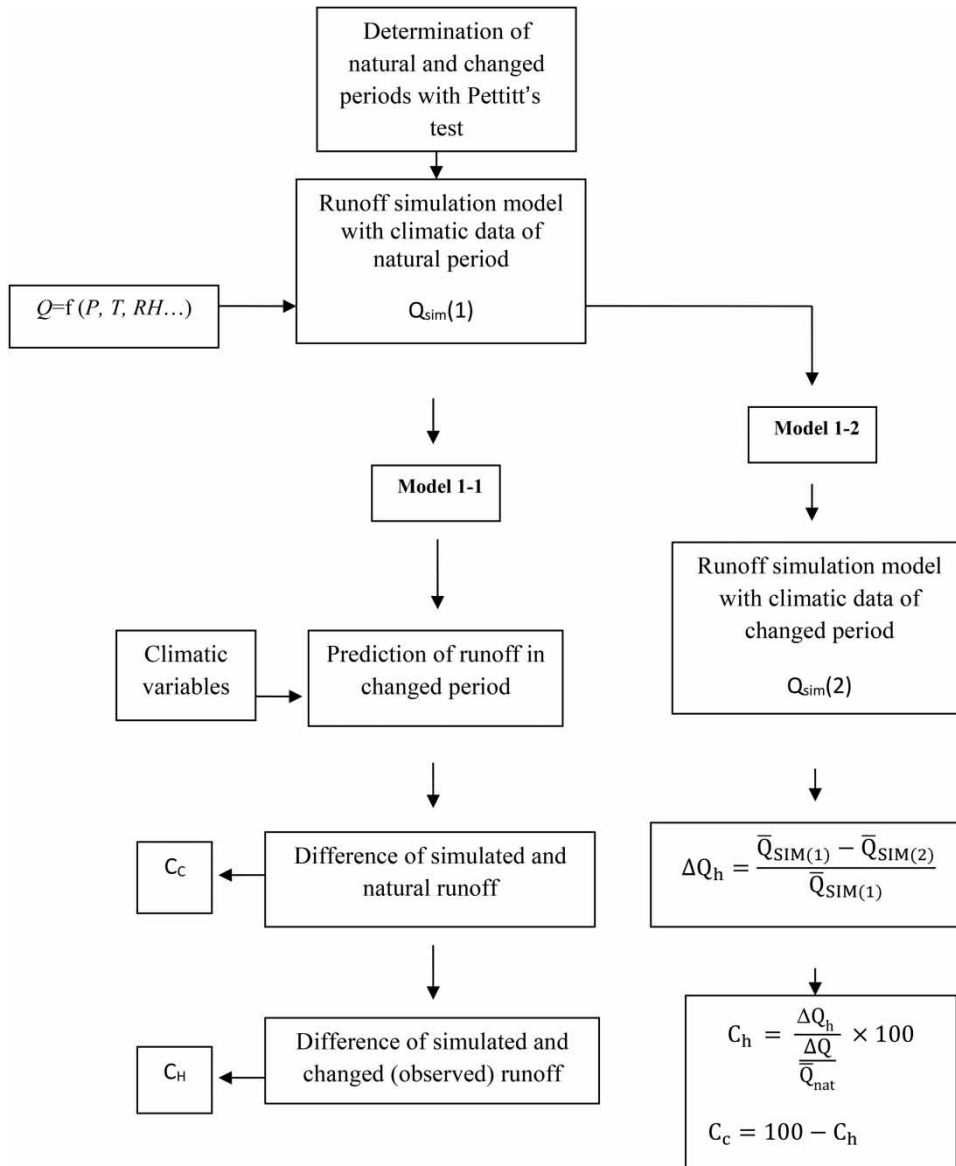 Determination of
natural and changed
periods with Pettitt’s
test
Runoff simulation model
with climatic data of
natural period
Qsim(1)
Q=f (P, T, RH…)
Model 1-2
Model 1-1
Runoff simulation model
with climatic data of
changed period
Qsim(2)
Climatic
variables
Prediction of runoff in
changed period
CC
Difference of simulated and
natural runoff
ΔQh = (Q̅SIM(1) − Q̅SIM(2)) / Q̅SIM(1)
CH
Difference of simulated and
changed (observed) runoff
Ch = ΔQh / (ΔQ / Q̅nat) × 100
Cc = 100 − Ch